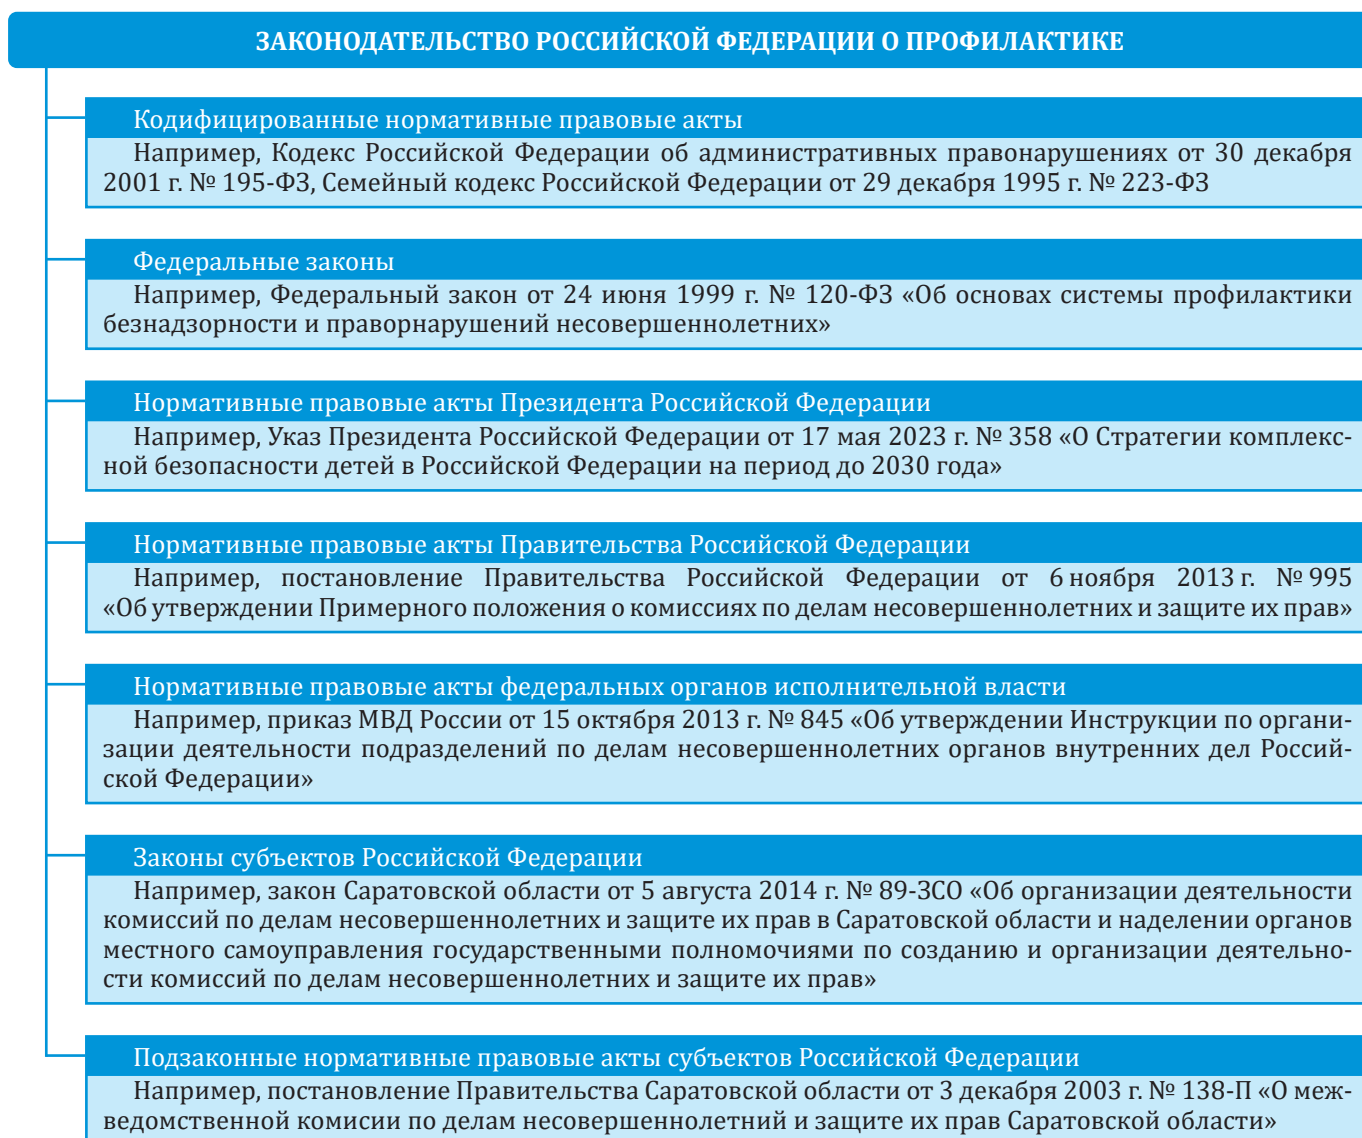 ЗАКОНОДАТЕЛЬСТВО РОССИЙСКОЙ ФЕДЕРАЦИИ О ПРОФИЛАКТИКЕ
Кодифицированные нормативные правовые акты
Например, Кодекс Российской Федерации об административных правонарушениях от 30 декабря
2001 г. № 195-ФЗ, Семейный кодекс Российской Федерации от 29 декабря 1995 г. № 223-ФЗ
Федеральные законы
Например, Федеральный закон от 24 июня 1999 г. № 120-ФЗ «Об основах системы профилактики
безнадзорности и праворнарушений несовершеннолетних»
Нормативные правовые акты Президента Российской Федерации
Например, Указ Президента Российской Федерации от 17 мая 2023 г. № 358 «О Стратегии комплекс-
ной безопасности детей в Российской Федерации на период до 2030 года»
Нормативные правовые акты Правительства Российской Федерации
Например, постановление Правительства Российской Федерации от 6 ноября 2013 г. № 995
«Об утверждении Примерного положения о комиссиях по делам несовершеннолетних и защите их прав»
Нормативные правовые акты федеральных органов исполнительной власти
Например, приказ МВД России от 15 октября 2013 г. № 845 «Об утверждении Инструкции по органи-
зации деятельности подразделений по делам несовершеннолетних органов внутренних дел Россий-
ской Федерации»
Законы субъектов Российской Федерации
Например, закон Саратовской области от 5 августа 2014 г. № 89-ЗСО «Об организации деятельности
комиссий по делам несовершеннолетних и защите их прав в Саратовской области и наделении органов
местного самоуправления государственными полномочиями по созданию и организации деятельно-
сти комиссий по делам несовершеннолетних и защите их прав»
Подзаконные нормативные правовые акты субъектов Российской Федерации
Например, постановление Правительства Саратовской области от 3 декабря 2003 г. № 138-П «О меж-
ведомственной комисии по делам несовершеннолетний и защите их прав Саратовской области»